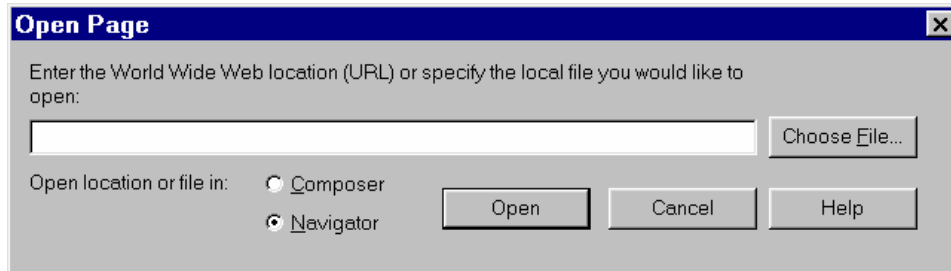 Open Page
Enter the World Wide Web location (URL) or specify the local file you would like to
open:
Choose File...
Open location or file in:
Composer
Navigator
Open
Cancel
Help